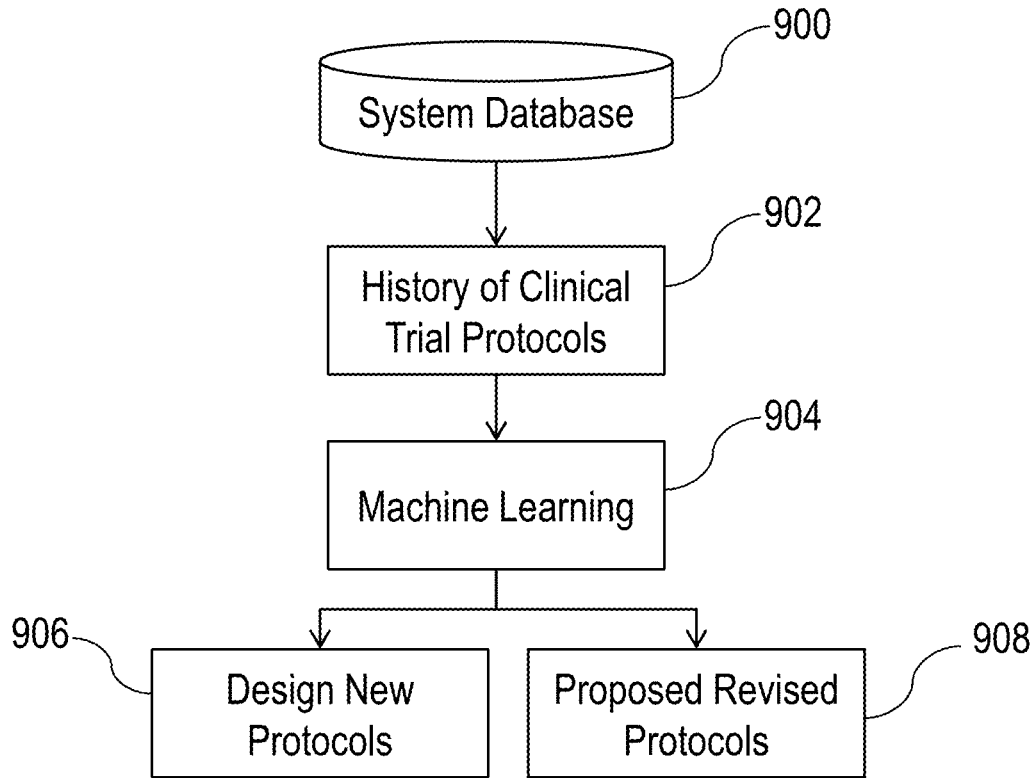 900
System Database
902
History of Clinical
Trial Protocols
904
Machine Learning
906
908
Design New
Protocols
Proposed Revised
Protocols